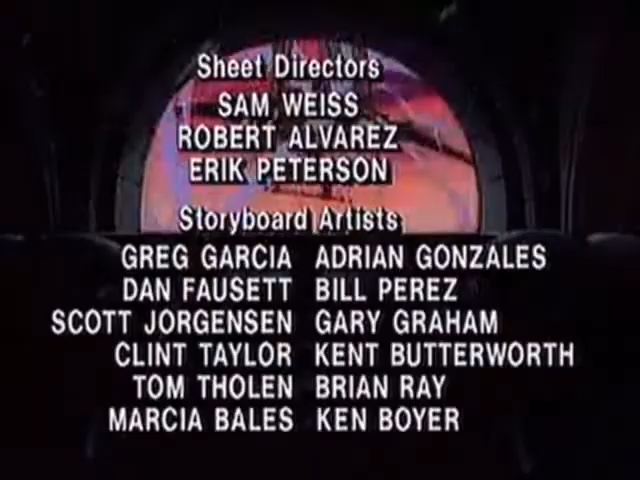 Sheet Directors
SAM WEISS
ROBERT ALVAREZ
ERIK PETERSON
Storyboard Artists
GREG GARCIA ADRIAN GONZALES
DAN FAUSETT BILL PEREZ
SCOTT JORGENSEN GARY GRAHAM
CLINT TAYLOR KENT BUTTERWORTH
TOM THOLEN BRIAN RAY
MARCIA BALES KEN BOYER